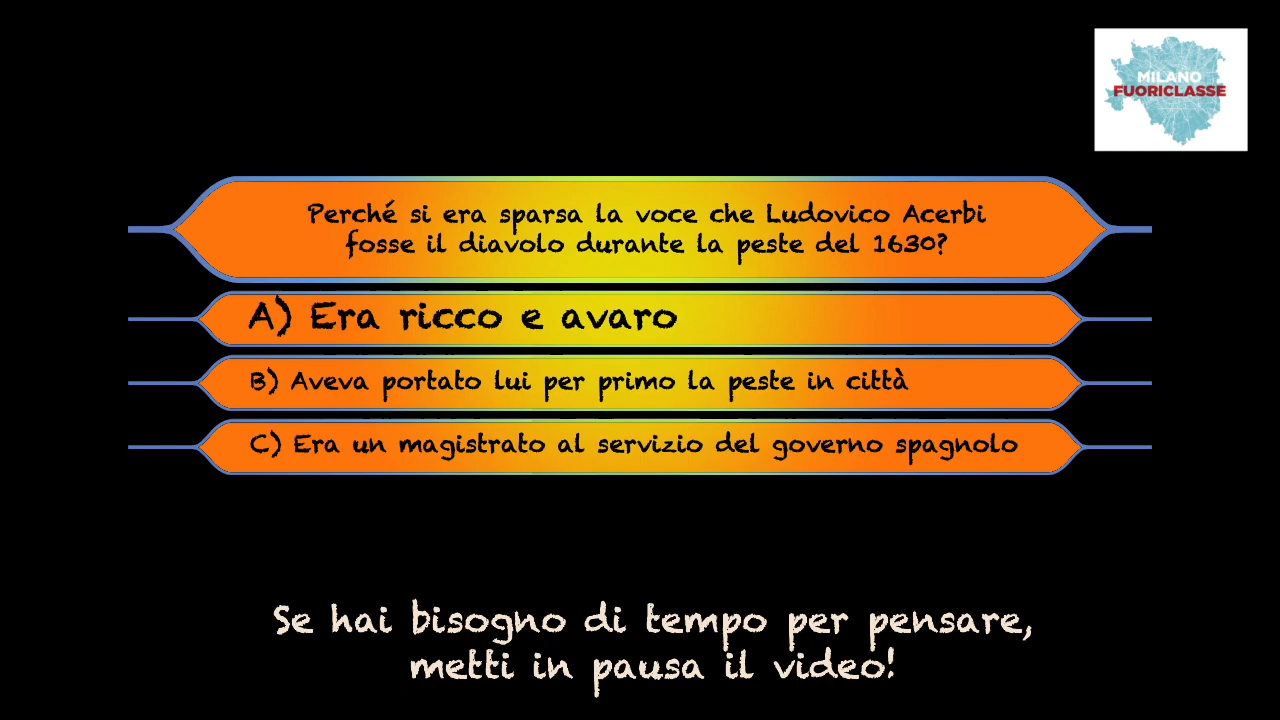 MILANO
FUORICLASSE
Perché si era sparsa la voce che Ludovico Acerbi
fosse il diavolo durante la peste del 1630?
A) Era ricco e avaro
B) Aveva portato lui per primo la peste in città
C) Era un magistrato al servizio del governo spagnolo
Se hai bisogno di tempo per pensare,
metti in pausa il video!